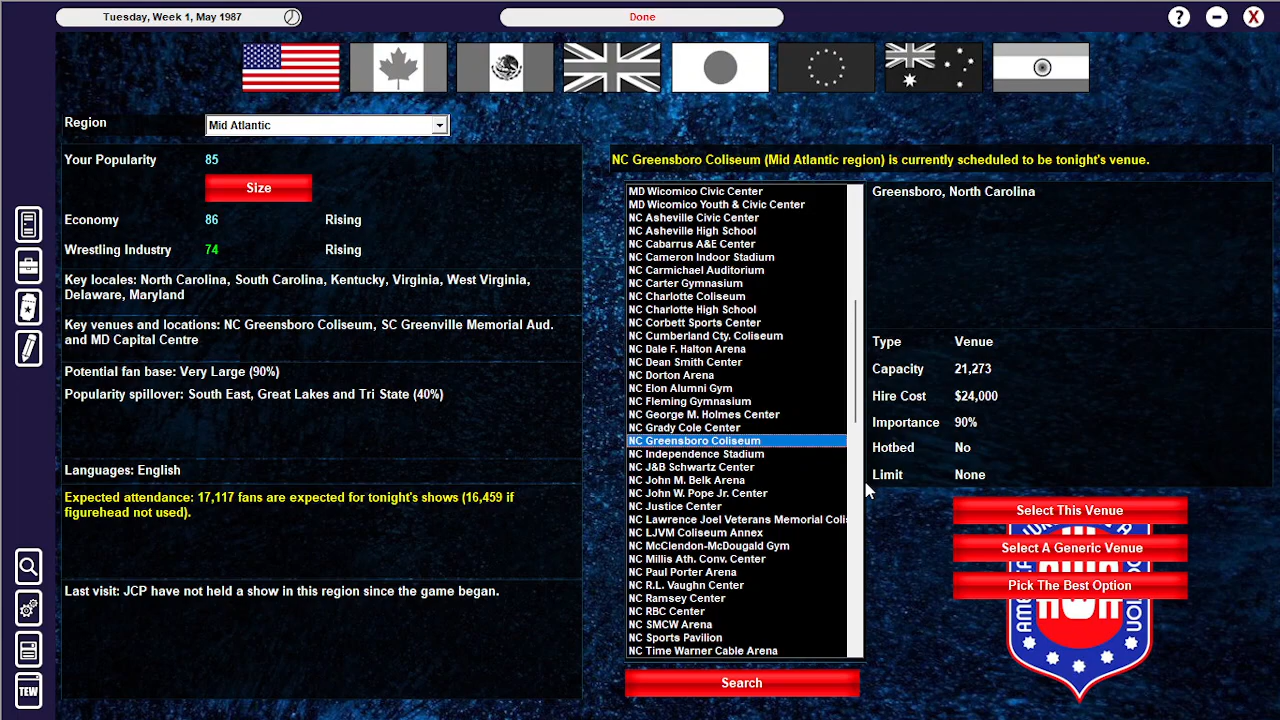 Tuesday, Week 1, May 1987
Done
?
X
Region
Mid Atlantic
Your Popularity 85
Size
Economy 86 Rising
Wrestling Industry 74 Rising
Key locales: North Carolina, South Carolina, Kentucky, Virginia, West Virginia,
Delaware, Maryland
Key venues and locations: NC Greensboro Coliseum, SC Greenville Memorial Aud.
and MD Capital Centre
Potential fan base: Very Large (90%)
Popularity spillover: South East, Great Lakes and Tri State (40%)
Languages: English
Expected attendance: 17,117 fans are expected for tonight's shows (16,459 if
figurehead not used).
Last visit: JCP have not held a show in this region since the game began.
NC Greensboro Coliseum (Mid Atlantic region) is currently scheduled to be tonight's venue.
MD Wicomico Civic Center
MD Wicomico Youth & Civic Center
NC Asheville Civic Center
NC Asheville High School
NC Cabarrus A&E Center
NC Cameron Indoor Stadium
NC Carmichael Auditorium
NC Carter Gymnasium
NC Charlotte Coliseum
NC Charlotte High School
NC Corbett Sports Center
NC Cumberland Cty. Coliseum
NC Dale F. Halton Arena
NC Dean Smith Center
NC Dorton Arena
NC Elon Alumni Gym
NC Fleming Gymnasium
NC George M. Holmes Center
NC Grady Cole Center
NC Greensboro Coliseum
NC Independence Stadium
NC J&B Schwartz Center
NC John M. Belk Arena
NC John W. Pope Jr. Center
NC Justice Center
NC Lawrence Joel Veterans Memorial Coli
NC LJVM Coliseum Annex
NC McClendon-McDougald Gym
NC Millis Ath. Conv. Center
NC Paul Porter Arena
NC R.L. Vaughn Center
NC Ramsey Center
NC RBC Center
NC SMCW Arena
NC Sports Pavilion
NC Time Warner Cable Arena
Search
Greensboro, North Carolina
Type Venue
Capacity 21,273
Hire Cost $24,000
Importance 90%
Hotbed No
Limit None
Select This Venue
Select A Generic Venue
Pick The Best Option
TEW